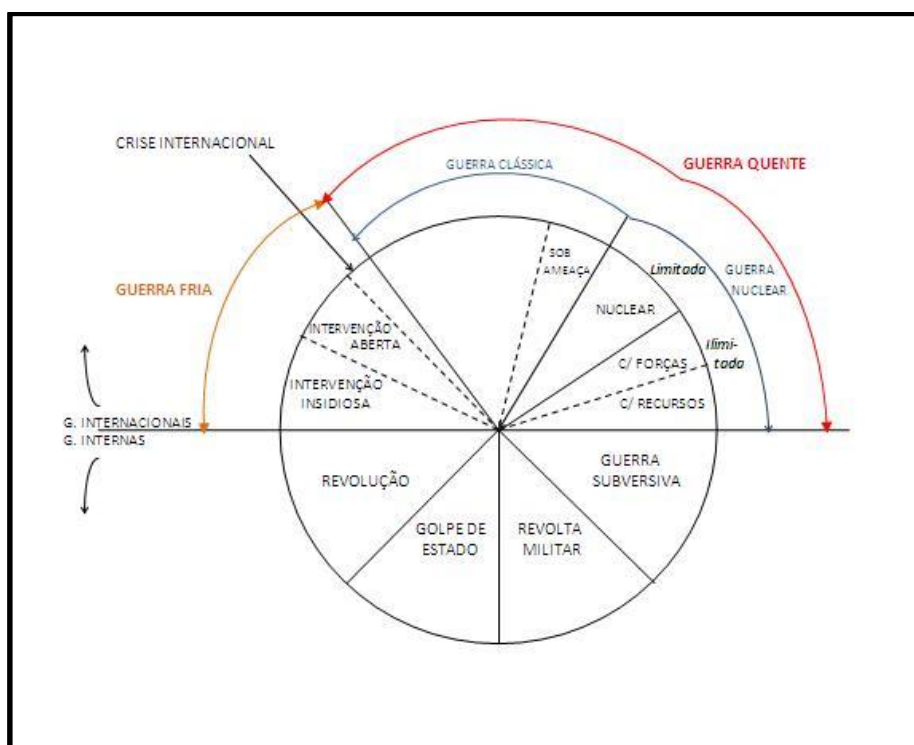 CRISE INTERNACIONAL
GUERRA CLÁSSICA
GUERRA QUENTE
GUERRA FRIA
SOB
AMEAÇA
Limitada
GUERRA
NUCLEAR
NUCLEAR
INTERVENÇÃO
ABERTA
Ilimi-
tada
C/ FORÇAS
INTERVENÇÃO
INSIDIOSA
C/ RECURSOS
G. INTERNACIONAIS
G. INTERNAS
REVOLUÇÃO
GUERRA
SUBVERSIVA
GOLPE DE
ESTADO
REVOLTA
MILITAR